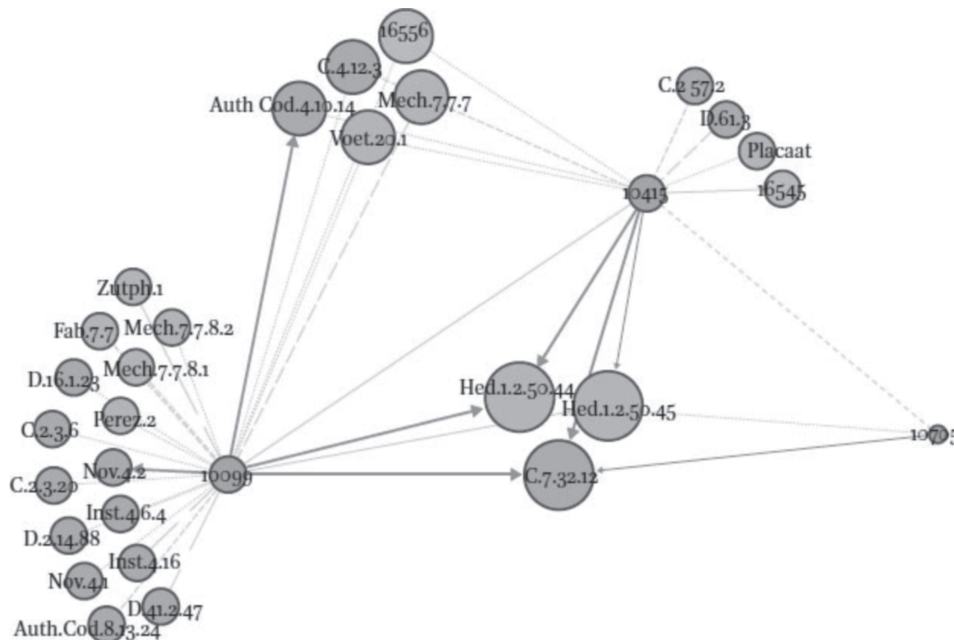 16556
C.4.12.3
Auth Cod.4.10.14
Mech.7.7.7
Voet.20.1
C.2 57.2
D.61.3
Placaat
16545
10415
Zutph.1
Fab.7.7
Mech.7.7.8.2
Mech.7.7.8.1
D.16.1.23
Perez.2
C.2.3.6
Nov.4.2
10099
C.2.3.20
Inst.4.6.4
D.2.14.88
Inst.4.16
Nov.4.1
D.41.2.47
Auth.Cod.8.13.24
Hed.1.2.50.44
Hed.1.2.50.45
C.7.32.12
10705